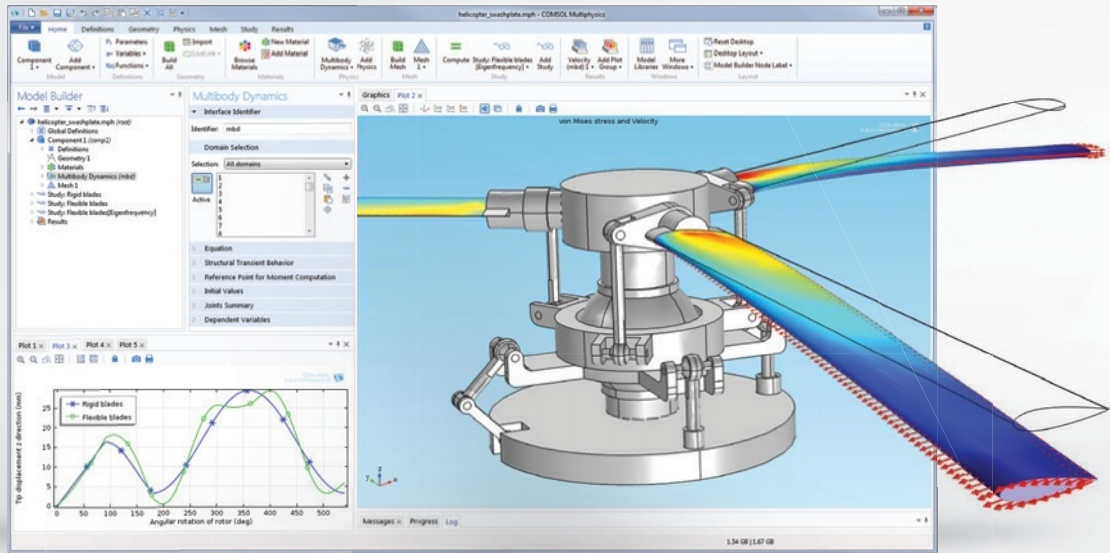 helicopter_swashplate.mph - COMSOL Multiphysics
File Home Definitions Geometry Physics Mesh Study Results
Component 1
Add Component
Model
Pi Parameters
a= Variables
f(x) Functions
Definitions
Build All
Import
LiveLink
Geometry
Browse Materials
New Material
Add Material
Materials
Multibody Dynamics
Add Physics
Physics
Build Mesh
Mesh 1
Mesh
Compute
Study: Flexible blades [Eigenfrequency]
Add Study
Study
Velocity (mbd) 1
Add Plot Group
Results
Model Libraries
More Windows
Windows
Reset Desktop
Desktop Layout
Model Builder Node Label
Layout
Model Builder
helicopter_swashplate.mph (root)
Global Definitions
Component 1 (comp1)
Definitions
Geometry 1
Materials
Multibody Dynamics (mbd)
Mesh 1
Study: Rigid blades
Study: Flexible blades
Study: Flexible blades[Eigenfrequency]
Results
Multibody Dynamics
Interface Identifier
Identifier: mbd
Domain Selection
Selection: All domains
Active
1
2
3
4
5
6
7
8
Equation
Structural Transient Behavior
Reference Point for Moment Computation
Initial Values
Joints Summary
Dependent Variables
Graphics Plot 2
von Mises stress and Velocity
z
y
x
Plot 1 Plot 3 Plot 4 Plot 5
COMSOL
MULTIPHYSICS
Rigid blades
Flexible blades
Tip displacement z direction (mm)
25
20
15
10
5
0
0 50 100 150 200 250 300 350 400 450 500
Angular rotation of rotor (deg)
Messages Progress Log
1.34 GB | 1.67 GB